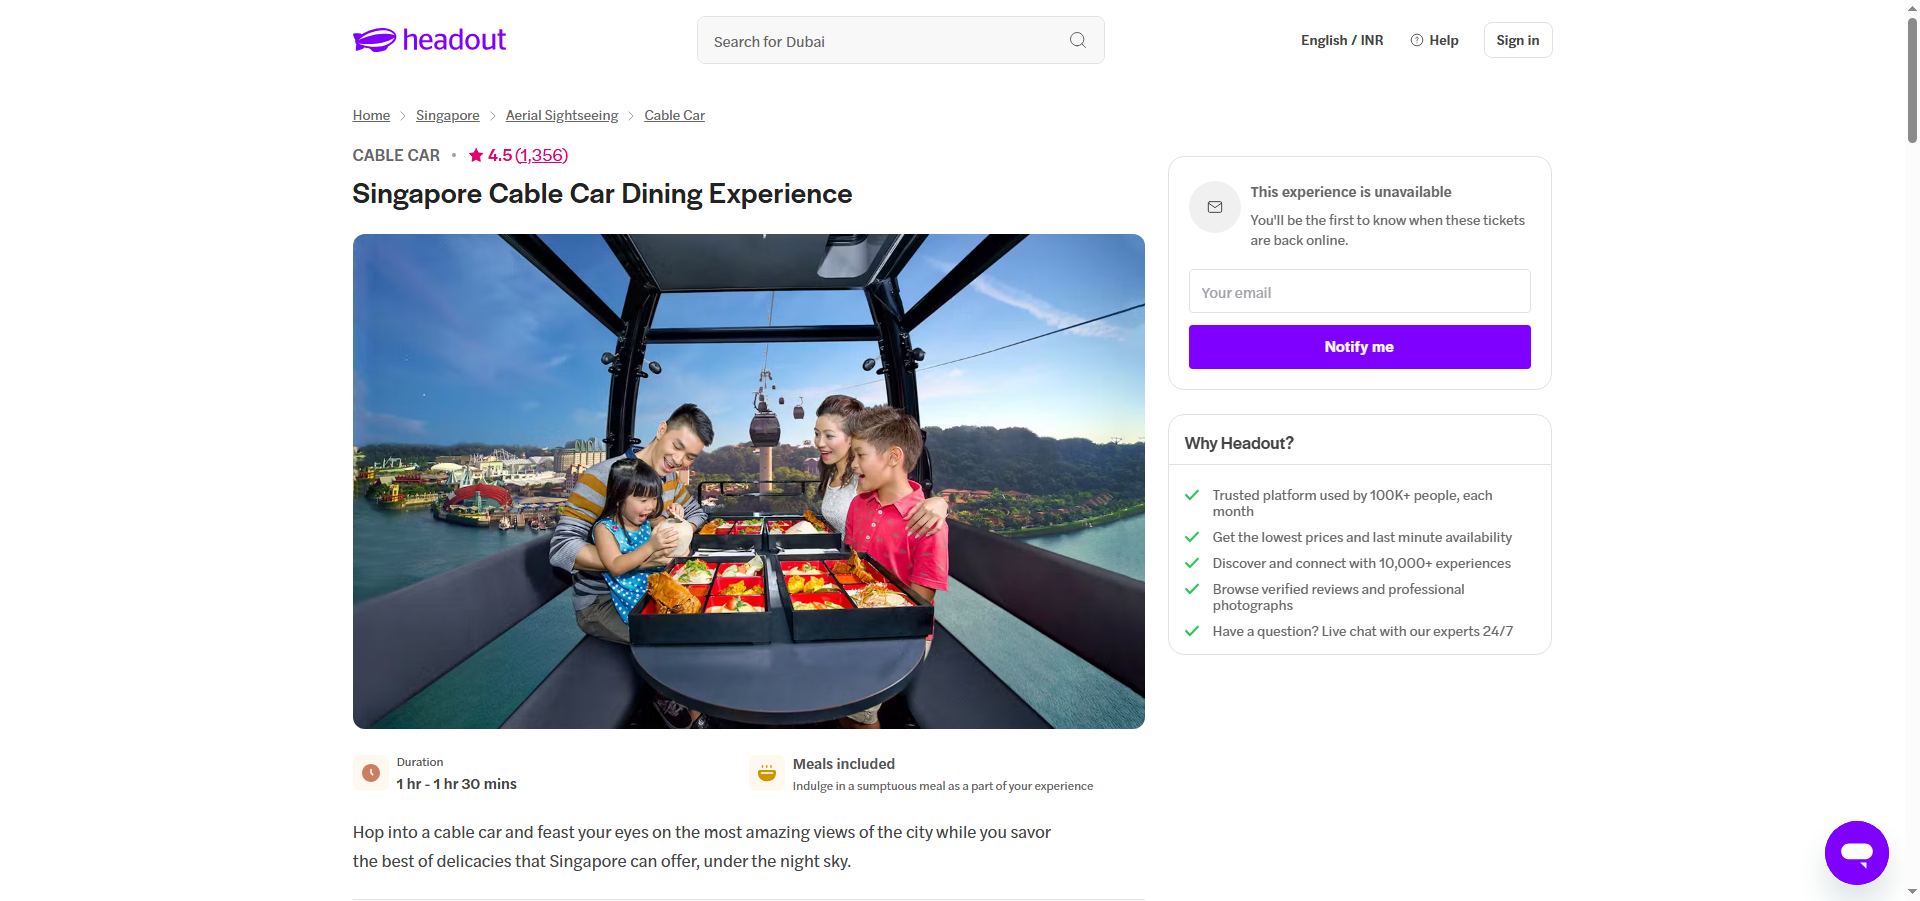 headout
Search for Dubai
English / INR
Help
Sign in
Home
Singapore
Aerial Sightseeing
Cable Car
CABLE CAR • 4.5 (1,356)
Singapore Cable Car Dining Experience
This experience is unavailable
You'll be the first to know when these tickets
are back online.
Your email
Notify me
Why Headout?
Trusted platform used by 100K+ people, each
month
Get the lowest prices and last minute availability
Discover and connect with 10,000+ experiences
Browse verified reviews and professional
photographs
Have a question? Live chat with our experts 24/7
Duration
1 hr - 1 hr 30 mins
Meals included
Indulge in a sumptuous meal as a part of your experience
Hop into a cable car and feast your eyes on the most amazing views of the city while you savor
the best of delicacies that Singapore can offer, under the night sky.